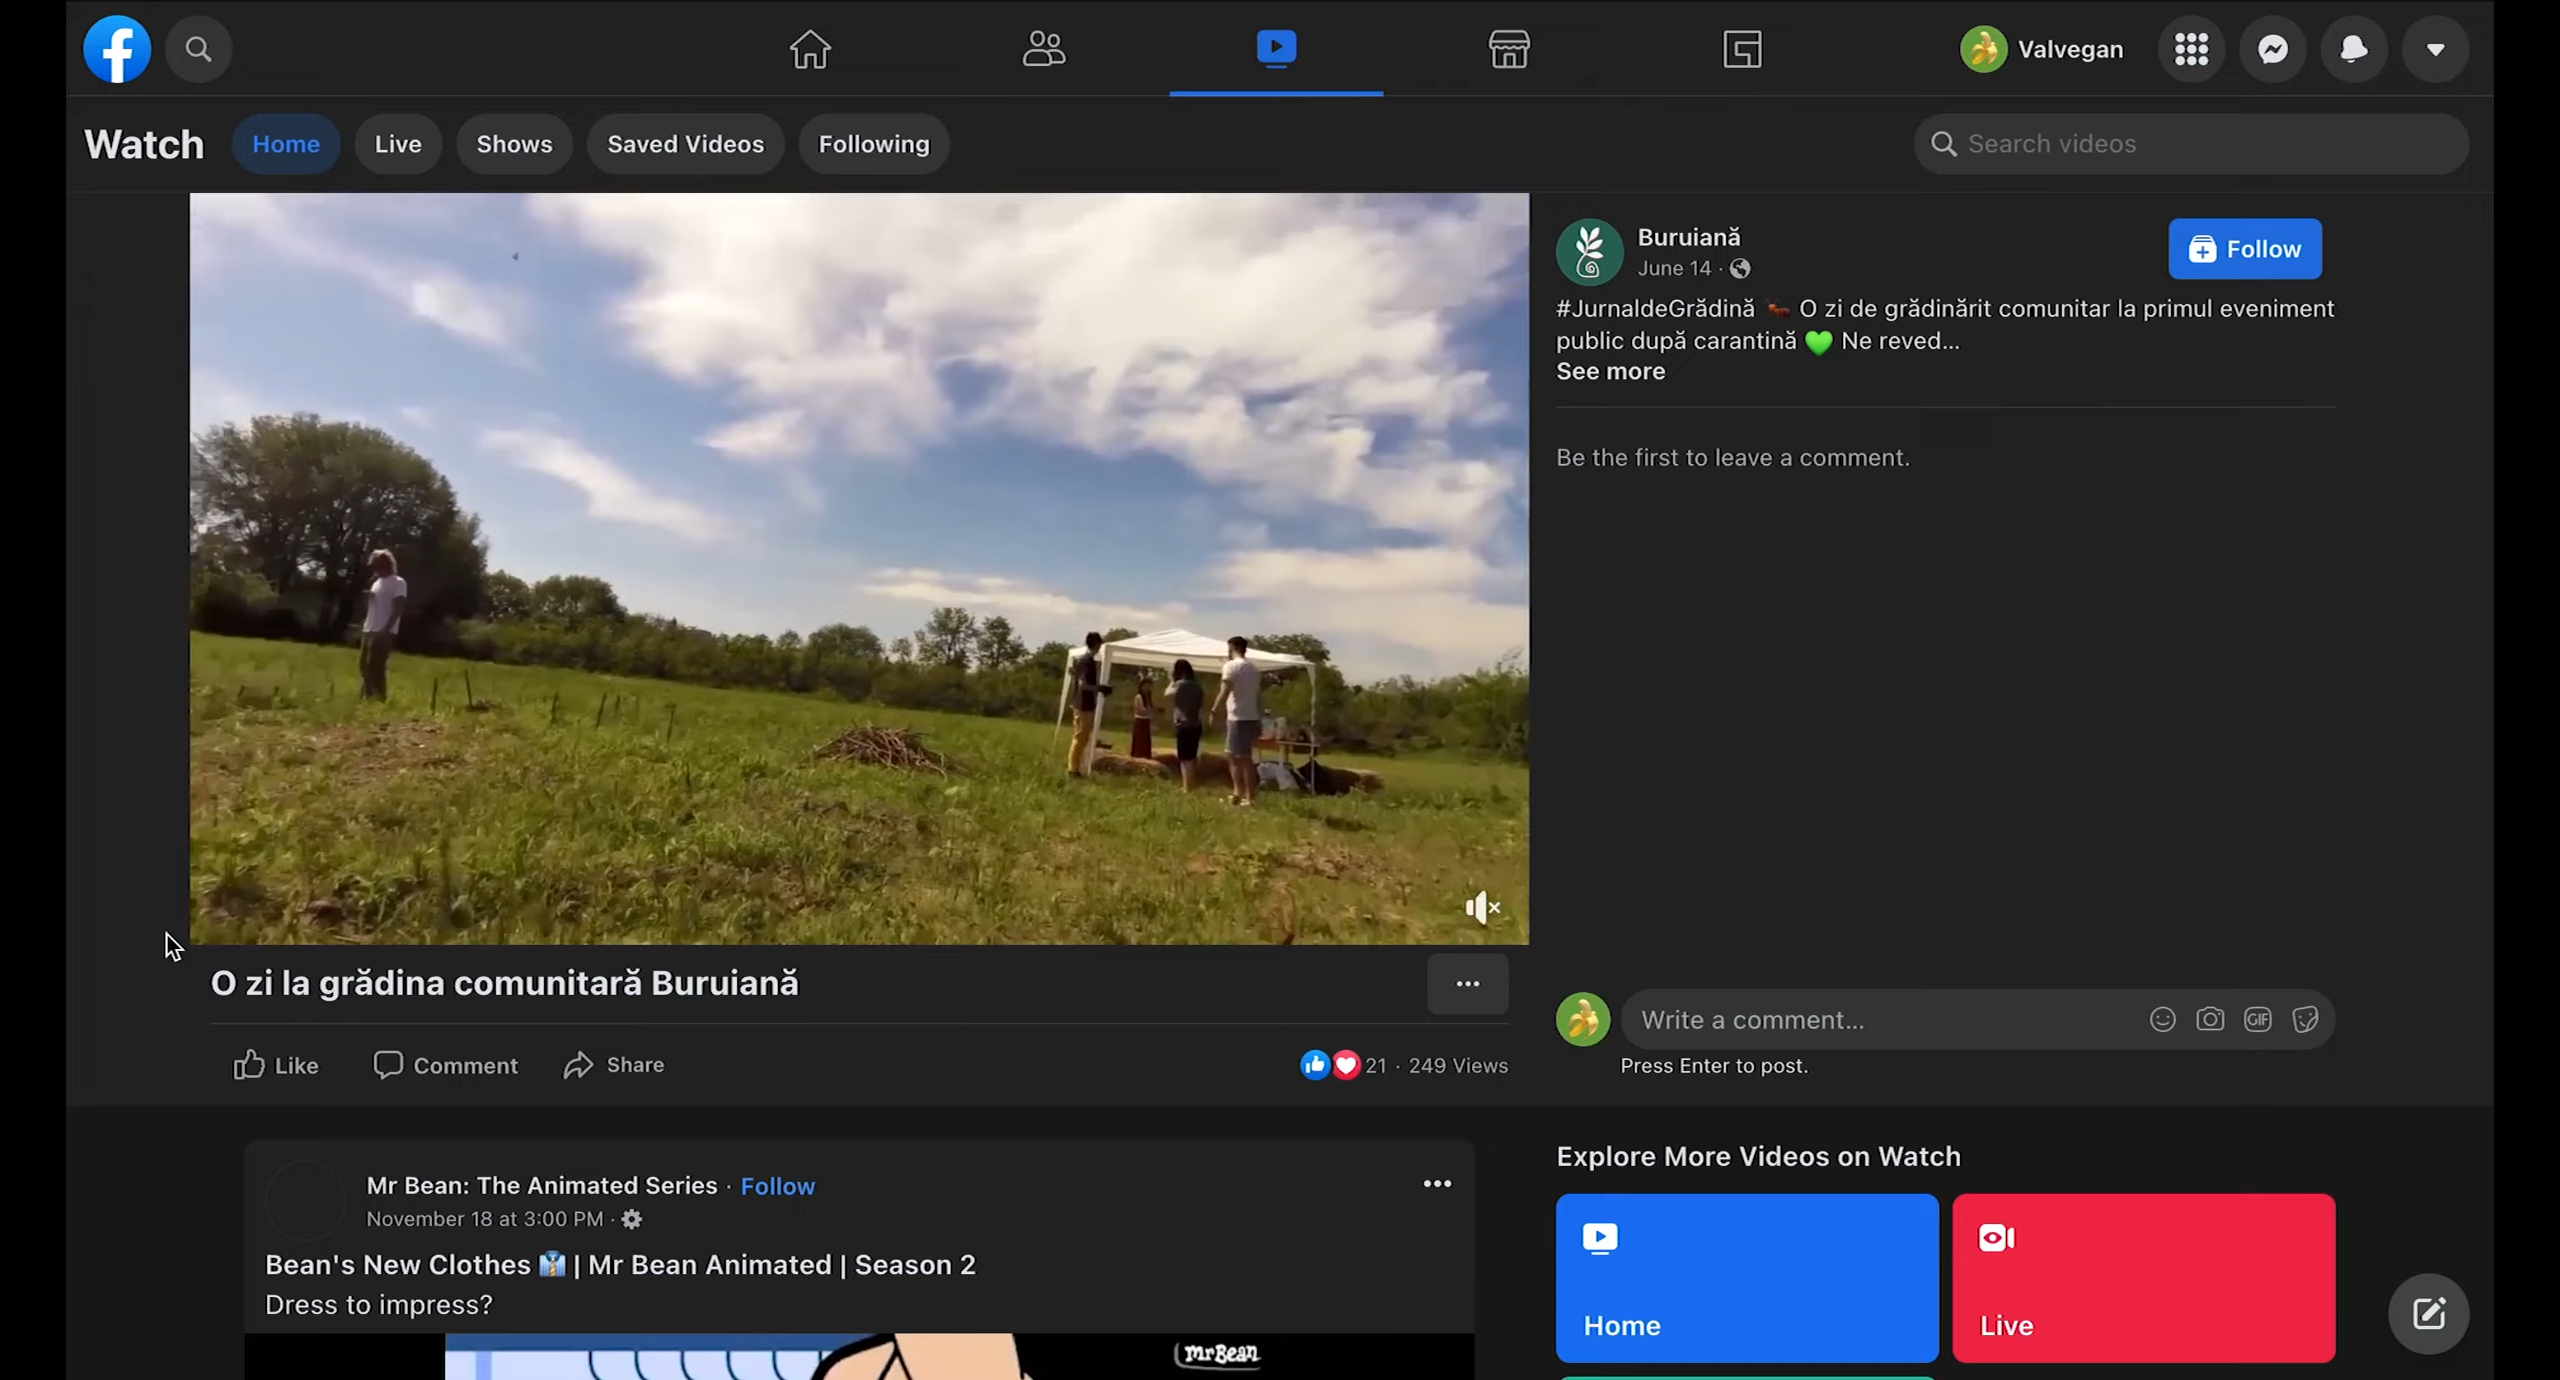 Valvegan
Watch
Home
Live
Shows
Saved Videos
Following
Search videos
Buruiană
June 14 ·
Follow
#JurnaldeGrădină 🐜 O zi de grădinărit comunitar la primul eveniment
public după carantină 💚 Ne reved...
See more
Be the first to leave a comment.
O zi la grădina comunitară Buruiană
Like
Comment
Share
21 · 249 Views
Write a comment...
GIF
Press Enter to post.
Mr Bean: The Animated Series · Follow
November 18 at 3:00 PM ·
Bean's New Clothes 👔 | Mr Bean Animated | Season 2
Dress to impress?
mrBean
Explore More Videos on Watch
Home
Live